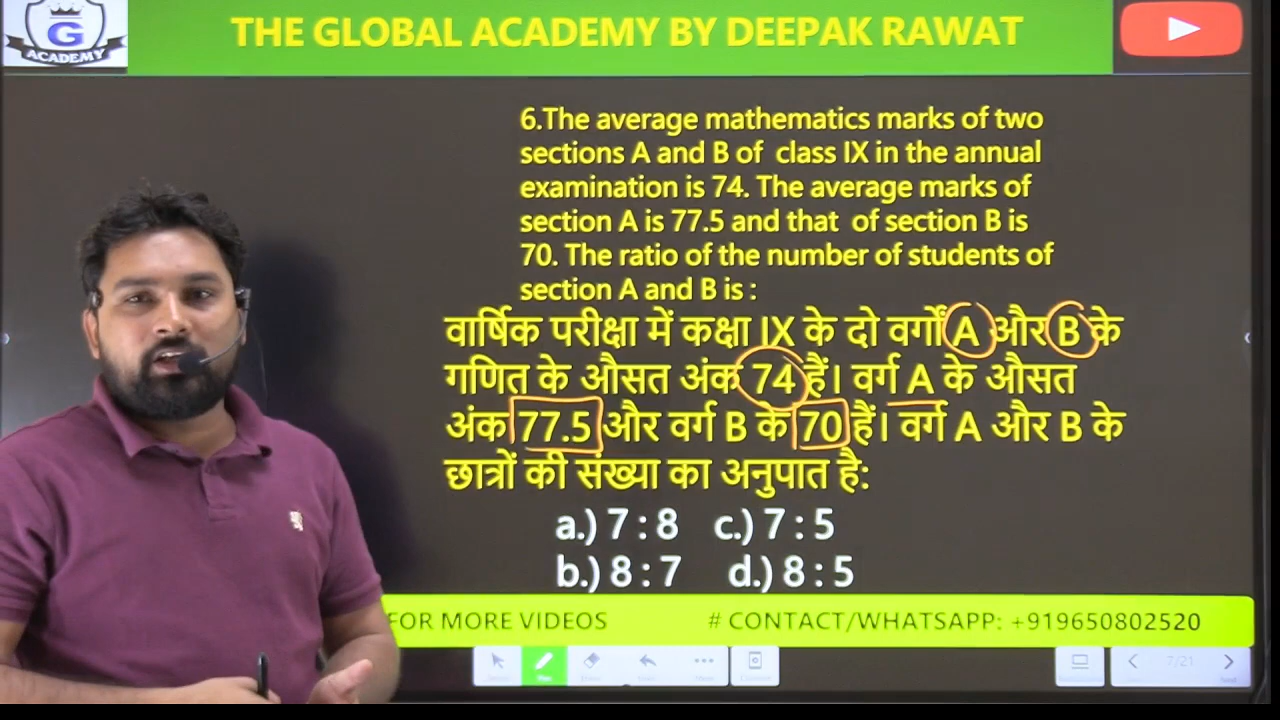 G
ACADEMY
THE GLOBAL ACADEMY BY DEEPAK RAWAT
6.The average mathematics marks of two
sections A and B of class IX in the annual
examination is 74. The average marks of
section A is 77.5 and that of section B is
70. The ratio of the number of students of
section A and B is :
वार्षिक परीक्षा में कक्षा IX के दो वर्गों A और B के
गणित के औसत अंक 74 हैं। वर्ग A के औसत
अंक 77.5 और वर्ग B के 70 हैं। वर्ग A और B के
छात्रों की संख्या का अनुपात है:
a.) 7 : 8 c.) 7 : 5
b.) 8 : 7 d.) 8 : 5
FOR MORE VIDEOS # CONTACT/WHATSAPP: +919650802520
7/21